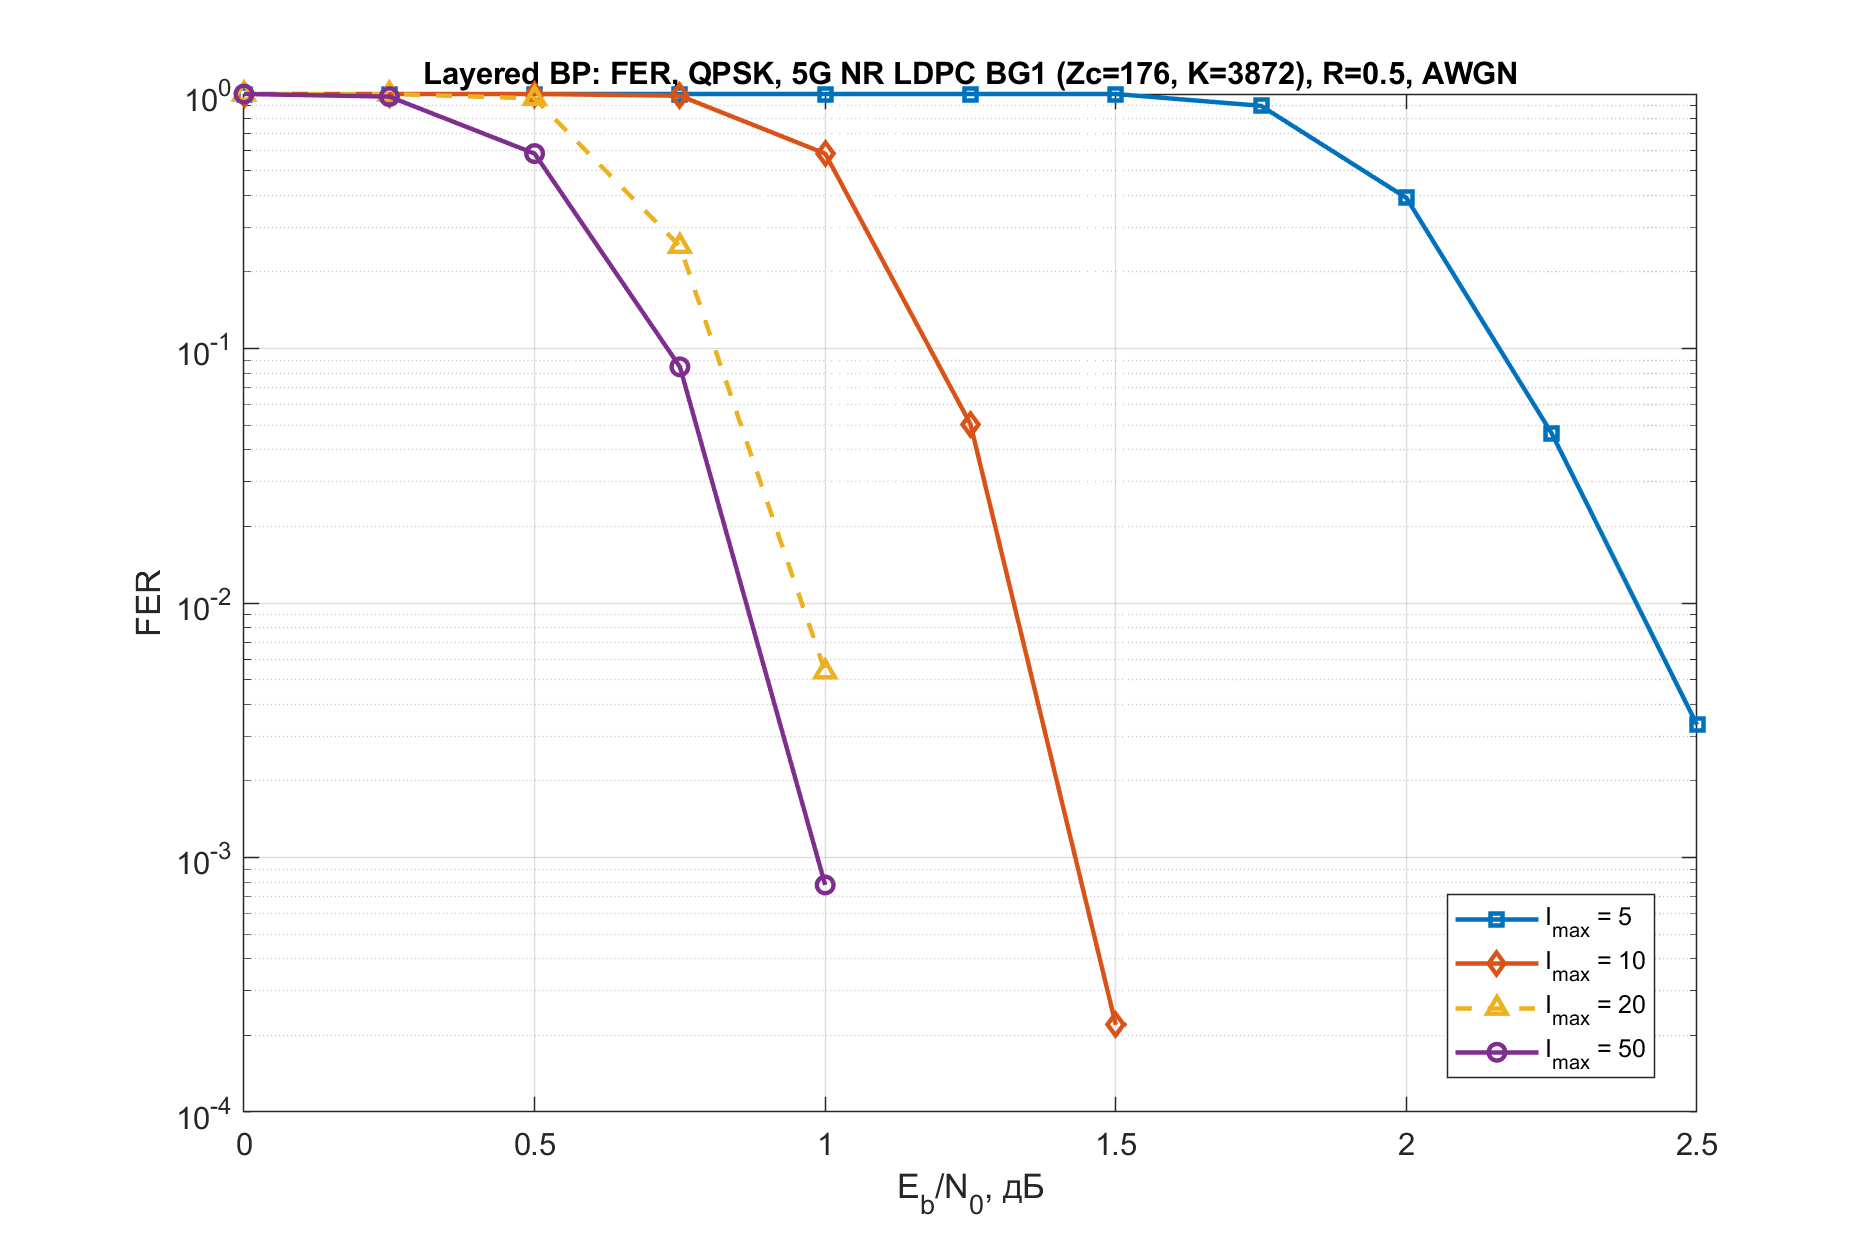 Layered BP: FER, QPSK, 5G NR LDPC BG1 (Zc=176, K=3872), R=0.5, AWGN
10^0
10^-1
10^-2
10^-3
10^-4
FER
0 0.5 1 1.5 2 2.5
E_b/N_0, дБ
I_max = 5
I_max = 10
I_max = 20
I_max = 50